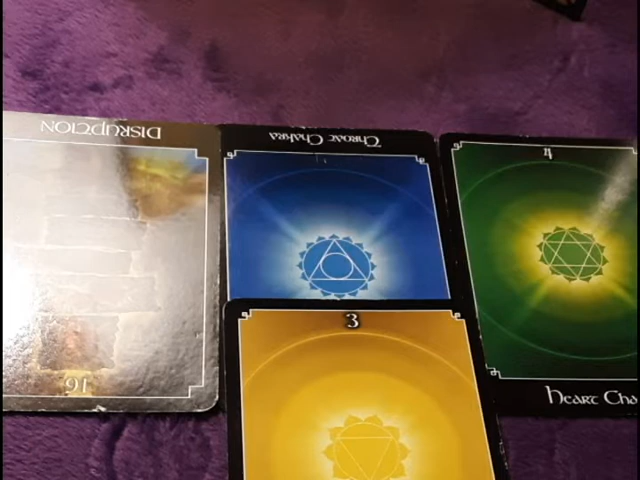 DISRUPTION
THROAT CHAKRA
4
16
3
HEART CHA